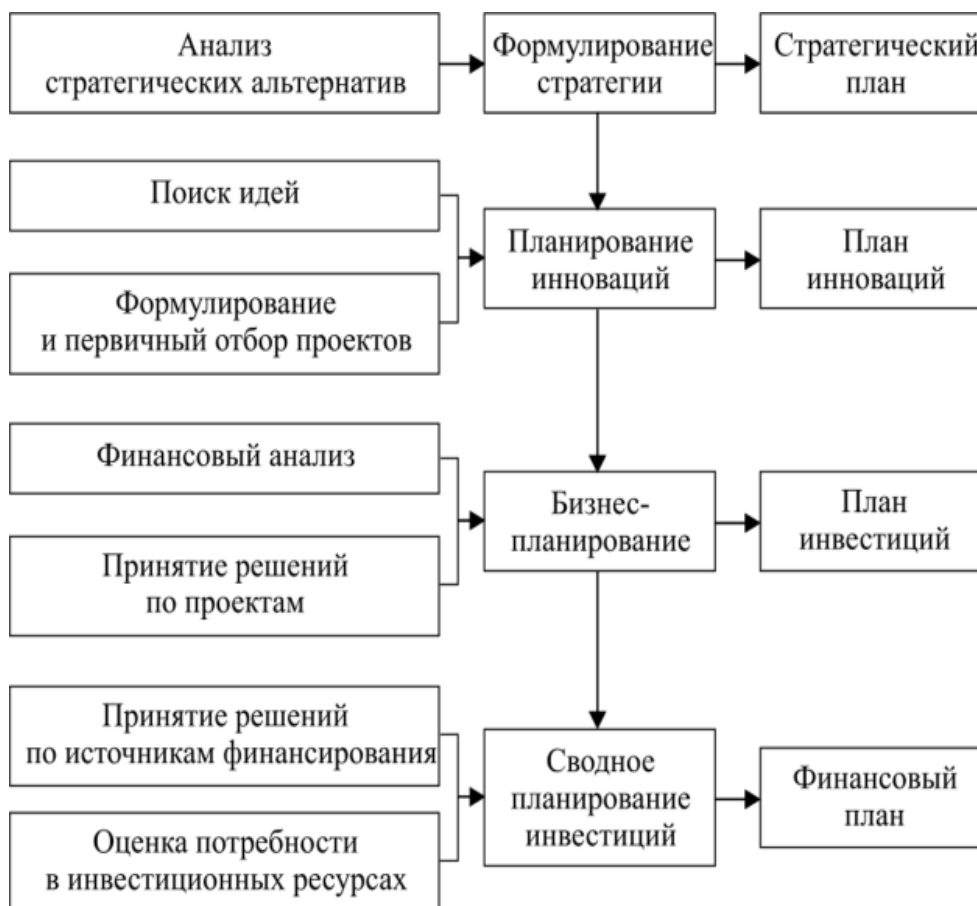 Анализ
стратегических альтернатив
Формулирование
стратегии
Стратегический
план
Поиск идей
Формулирование
и первичный отбор проектов
Планирование
инноваций
План
инноваций
Финансовый анализ
Принятие решений
по проектам
Бизнес-
планирование
План
инвестиций
Принятие решений
по источникам финансирования
Оценка потребности
в инвестиционных ресурсах
Сводное
планирование
инвестиций
Финансовый
план